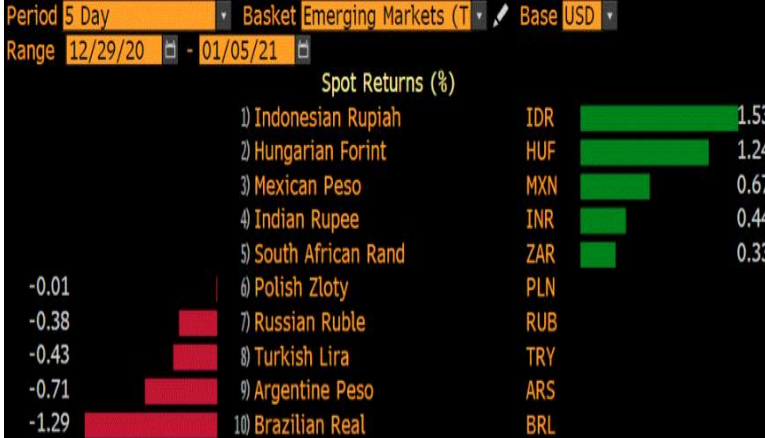 Period 5 Day Basket Emerging Markets (T Base USD
Range 12/29/20 - 01/05/21
Spot Returns (%)
1) Indonesian Rupiah IDR 1.53
2) Hungarian Forint HUF 1.24
3) Mexican Peso MXN 0.67
4) Indian Rupee INR 0.44
5) South African Rand ZAR 0.33
-0.01 6) Polish Zloty PLN
-0.38 7) Russian Ruble RUB
-0.43 8) Turkish Lira TRY
-0.71 9) Argentine Peso ARS
-1.29 10) Brazilian Real BRL